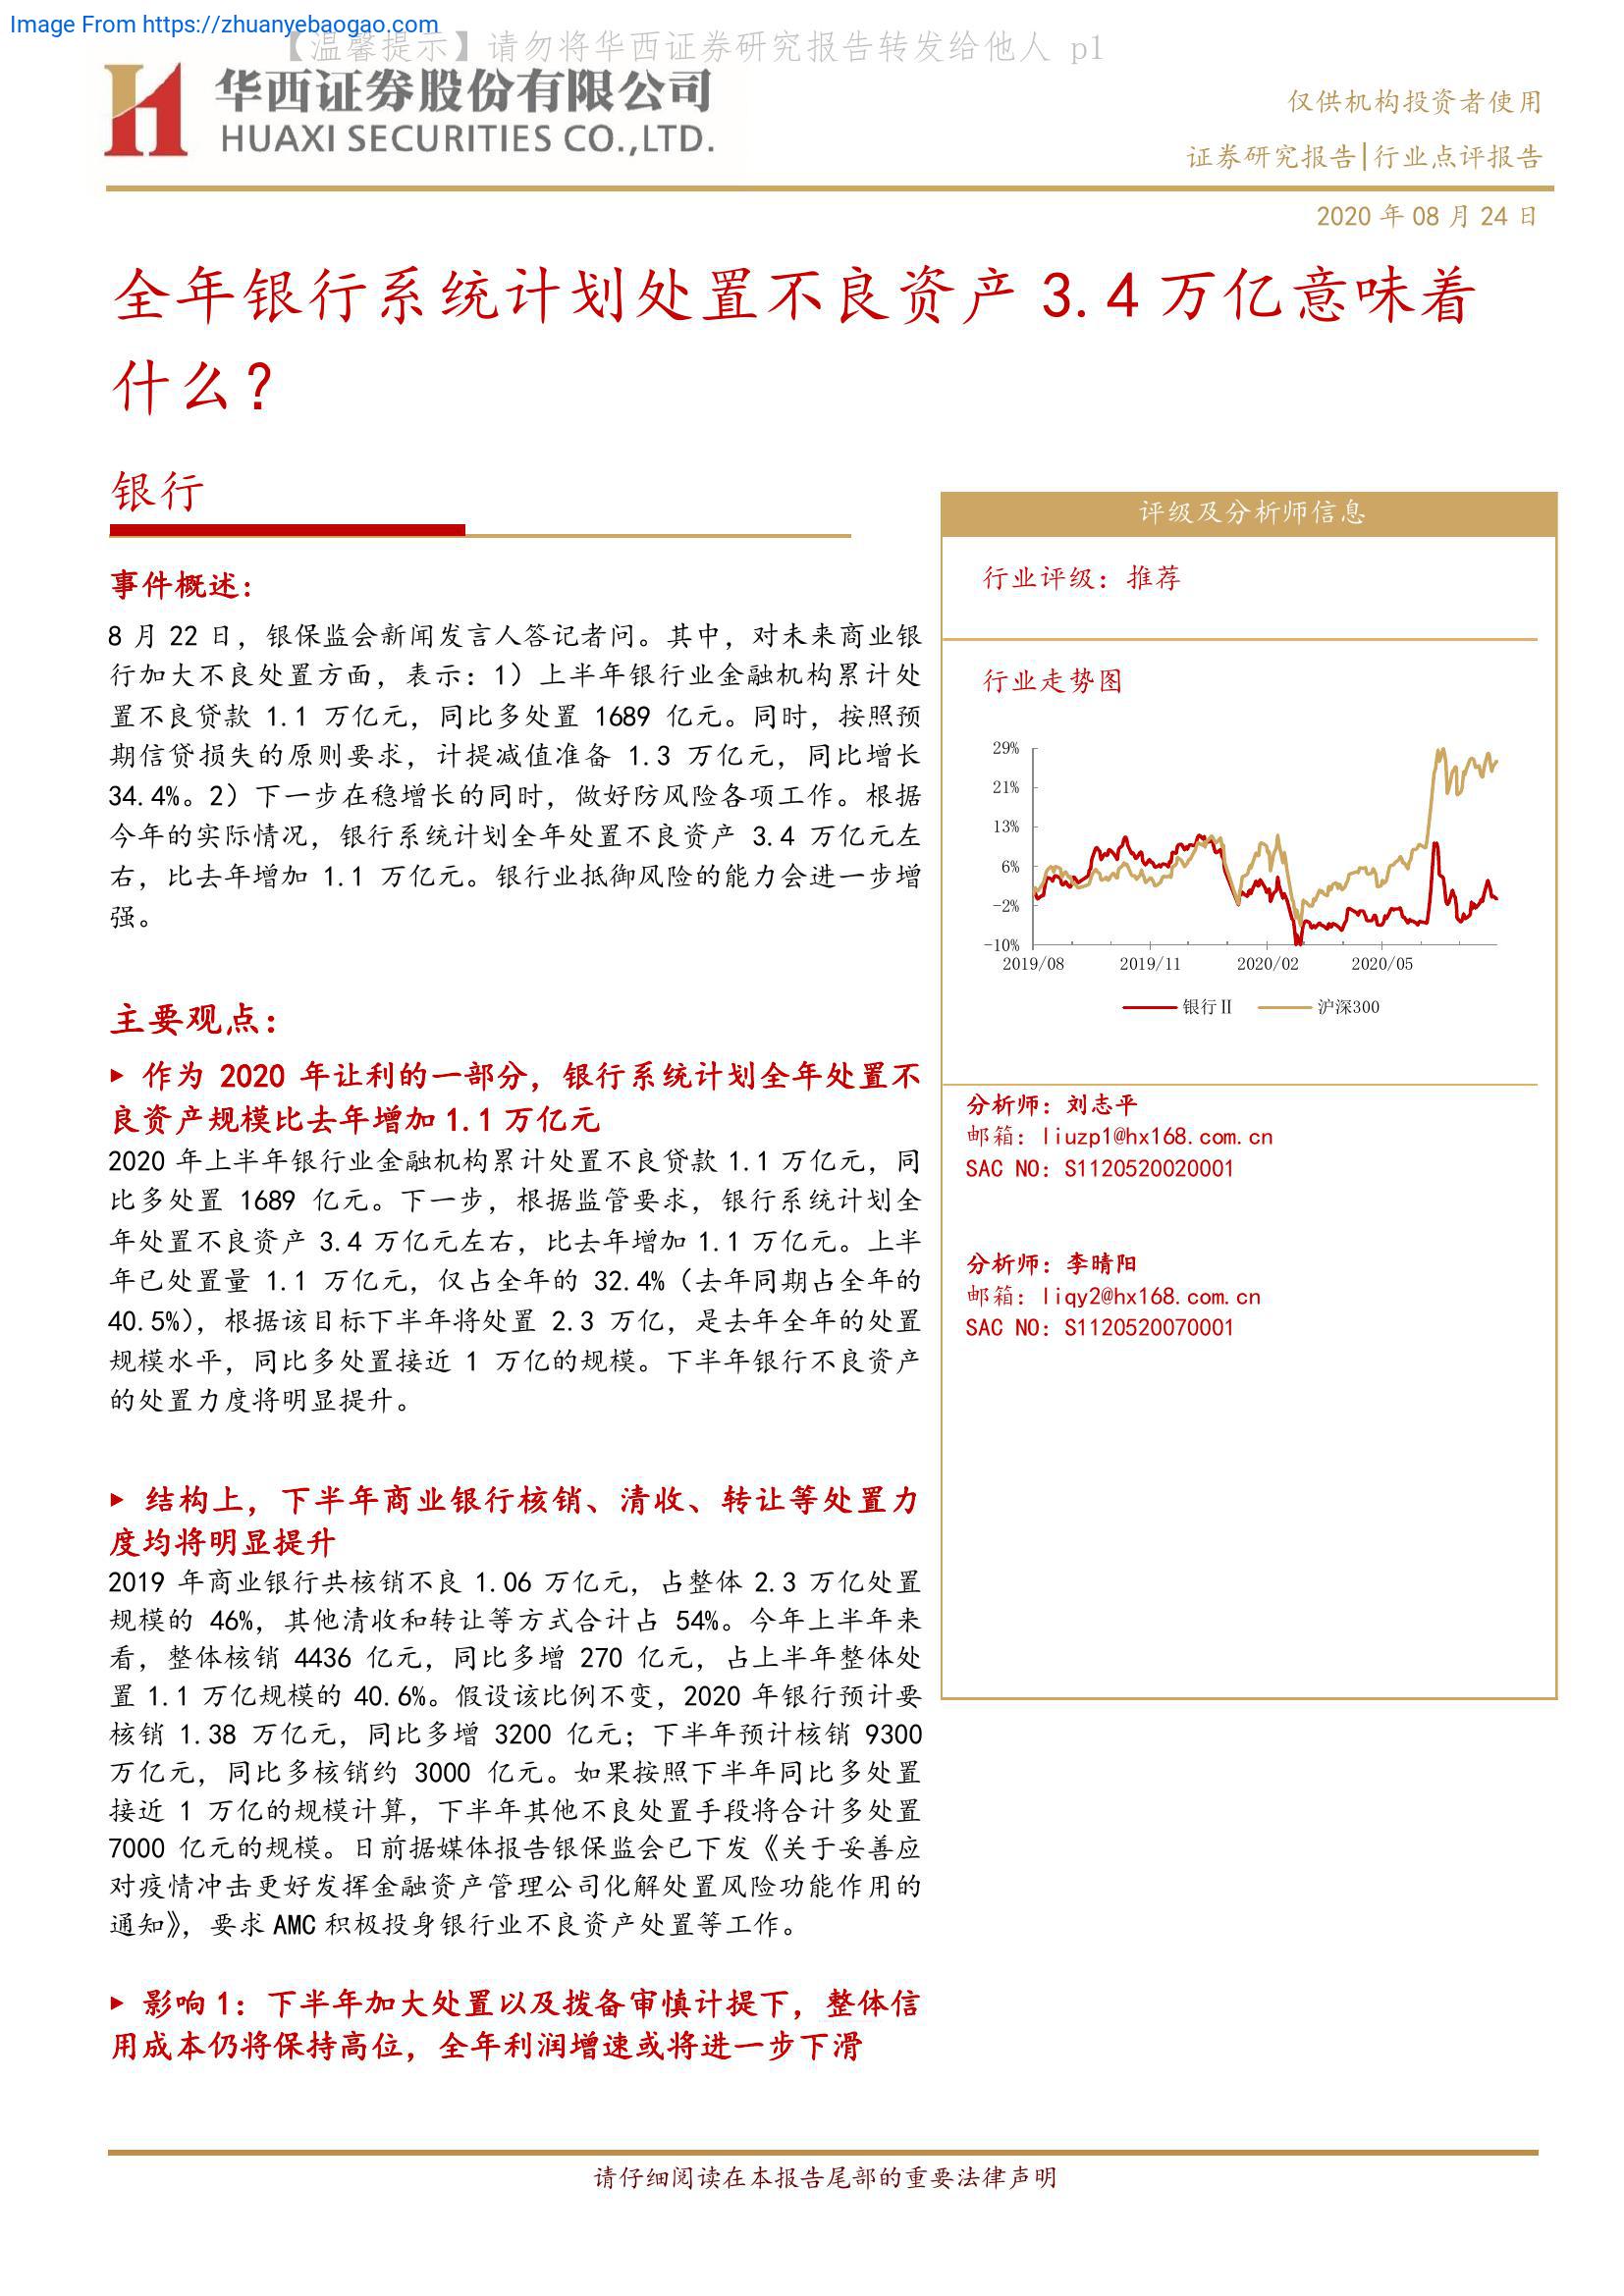 Image From https://zhuanyebaogao.com
【温馨提示】请勿将华西证券研究报告转发给他人 p1
华西证券股份有限公司
HUAXI SECURITIES CO.,LTD.
仅供机构投资者使用
证券研究报告|行业点评报告
2020 年 08 月 24 日
全年银行系统计划处置不良资产 3.4 万亿意味着
什么?
银行
事件概述:
8 月 22 日，银保监会新闻发言人答记者问。其中，对未来商业银
行加大不良处置方面，表示：1）上半年银行业金融机构累计处
置不良贷款 1.1 万亿元，同比多处置 1689 亿元。同时，按照预
期信贷损失的原则要求，计提减值准备 1.3 万亿元，同比增长
34.4%。2）下一步在稳增长的同时，做好防风险各项工作。根据
今年的实际情况，银行系统计划全年处置不良资产 3.4 万亿元左
右，比去年增加 1.1 万亿元。银行业抵御风险的能力会进一步增
强。
主要观点：
▶ 作为 2020 年让利的一部分，银行系统计划全年处置不
良资产规模比去年增加 1.1 万亿元
2020 年上半年银行业金融机构累计处置不良贷款 1.1 万亿元，同
比多处置 1689 亿元。下一步，根据监管要求，银行系统计划全
年处置不良资产 3.4 万亿元左右，比去年增加 1.1 万亿元。上半
年已处置量 1.1 万亿元，仅占全年的 32.4%（去年同期占全年的
40.5%），根据该目标下半年将处置 2.3 万亿，是去年全年的处置
规模水平，同比多处置接近 1 万亿的规模。下半年银行不良资产
的处置力度将明显提升。
▶ 结构上，下半年商业银行核销、清收、转让等处置力
度均将明显提升
2019 年商业银行共核销不良 1.06 万亿元，占整体 2.3 万亿处置
规模的 46%，其他清收和转让等方式合计占 54%。今年上半年来
看，整体核销 4436 亿元，同比多增 270 亿元，占上半年整体处
置 1.1 万亿规模的 40.6%。假设该比例不变，2020 年银行预计要
核销 1.38 万亿元，同比多增 3200 亿元；下半年预计核销 9300
万亿元，同比多核销约 3000 亿元。如果按照下半年同比多处置
接近 1 万亿的规模计算，下半年其他不良处置手段将合计多处置
7000 亿元的规模。日前据媒体报告银保监会已下发《关于妥善应
对疫情冲击更好发挥金融资产管理公司化解处置风险功能作用的
通知》，要求 AMC 积极投身银行业不良资产处置等工作。
▶ 影响 1：下半年加大处置以及拨备审慎计提下，整体信
用成本仍将保持高位，全年利润增速或将进一步下滑
评级及分析师信息
行业评级：推荐
行业走势图
29%
21%
13%
6%
-2%
-10%
2019/08 2019/11 2020/02 2020/05
银行Ⅱ 沪深300
分析师：刘志平
邮箱：liuzp1@hx168.com.cn
SAC NO：S1120520020001
分析师：李晴阳
邮箱：liqy2@hx168.com.cn
SAC NO：S1120520070001
请仔细阅读在本报告尾部的重要法律声明